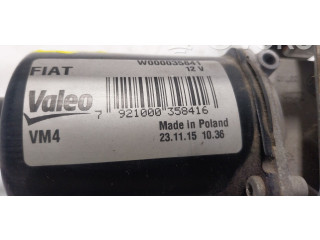 FIAT
W000035841
12 V
Valeo
7 921000 358416
VM4
Made in Poland
23.11.15 10.36